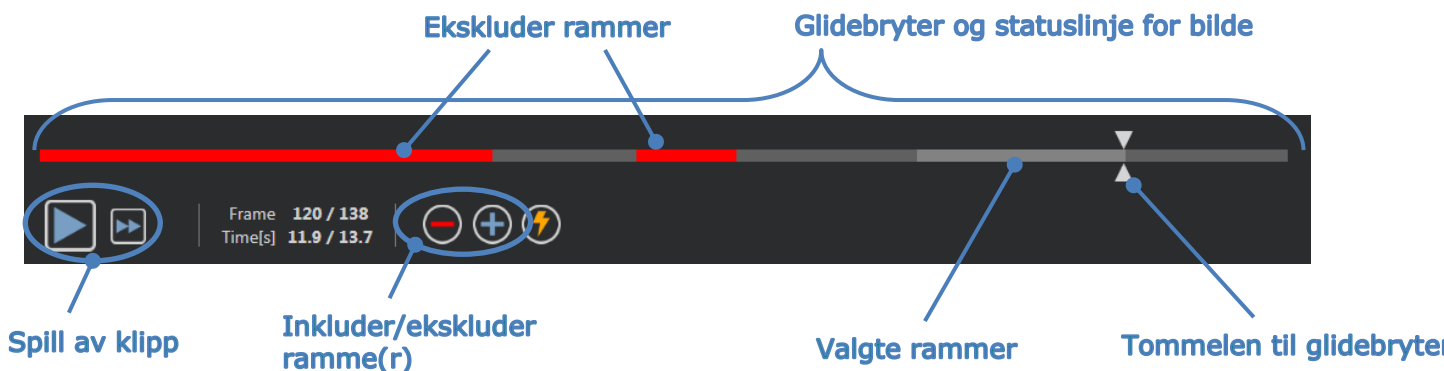 Ekskluder rammer
Glidebryter og statuslinje for bilde
Frame 120 / 138
Time[s] 11.9 / 13.7
Spill av klipp
Inkluder/ekskluder
ramme(r)
Valgte rammer
Tommelen til glidebryter